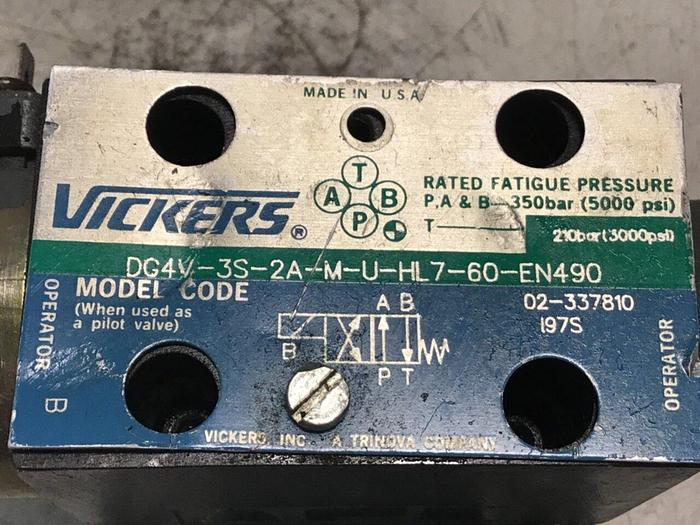 MADE IN U.S.A
VICKERS®
T
A B
P
RATED FATIGUE PRESSURE
P,A & B—350bar (5000 psi)
T— 210bar (3000psi)
DG4V-3S-2A-M-U-HL7-60-EN490
MODEL CODE
(When used as
a pilot valve)
02-337810
197S
OPERATOR B
A B
B
P T
OPERATOR
VICKERS, INC. A TRINOVA COMPANY